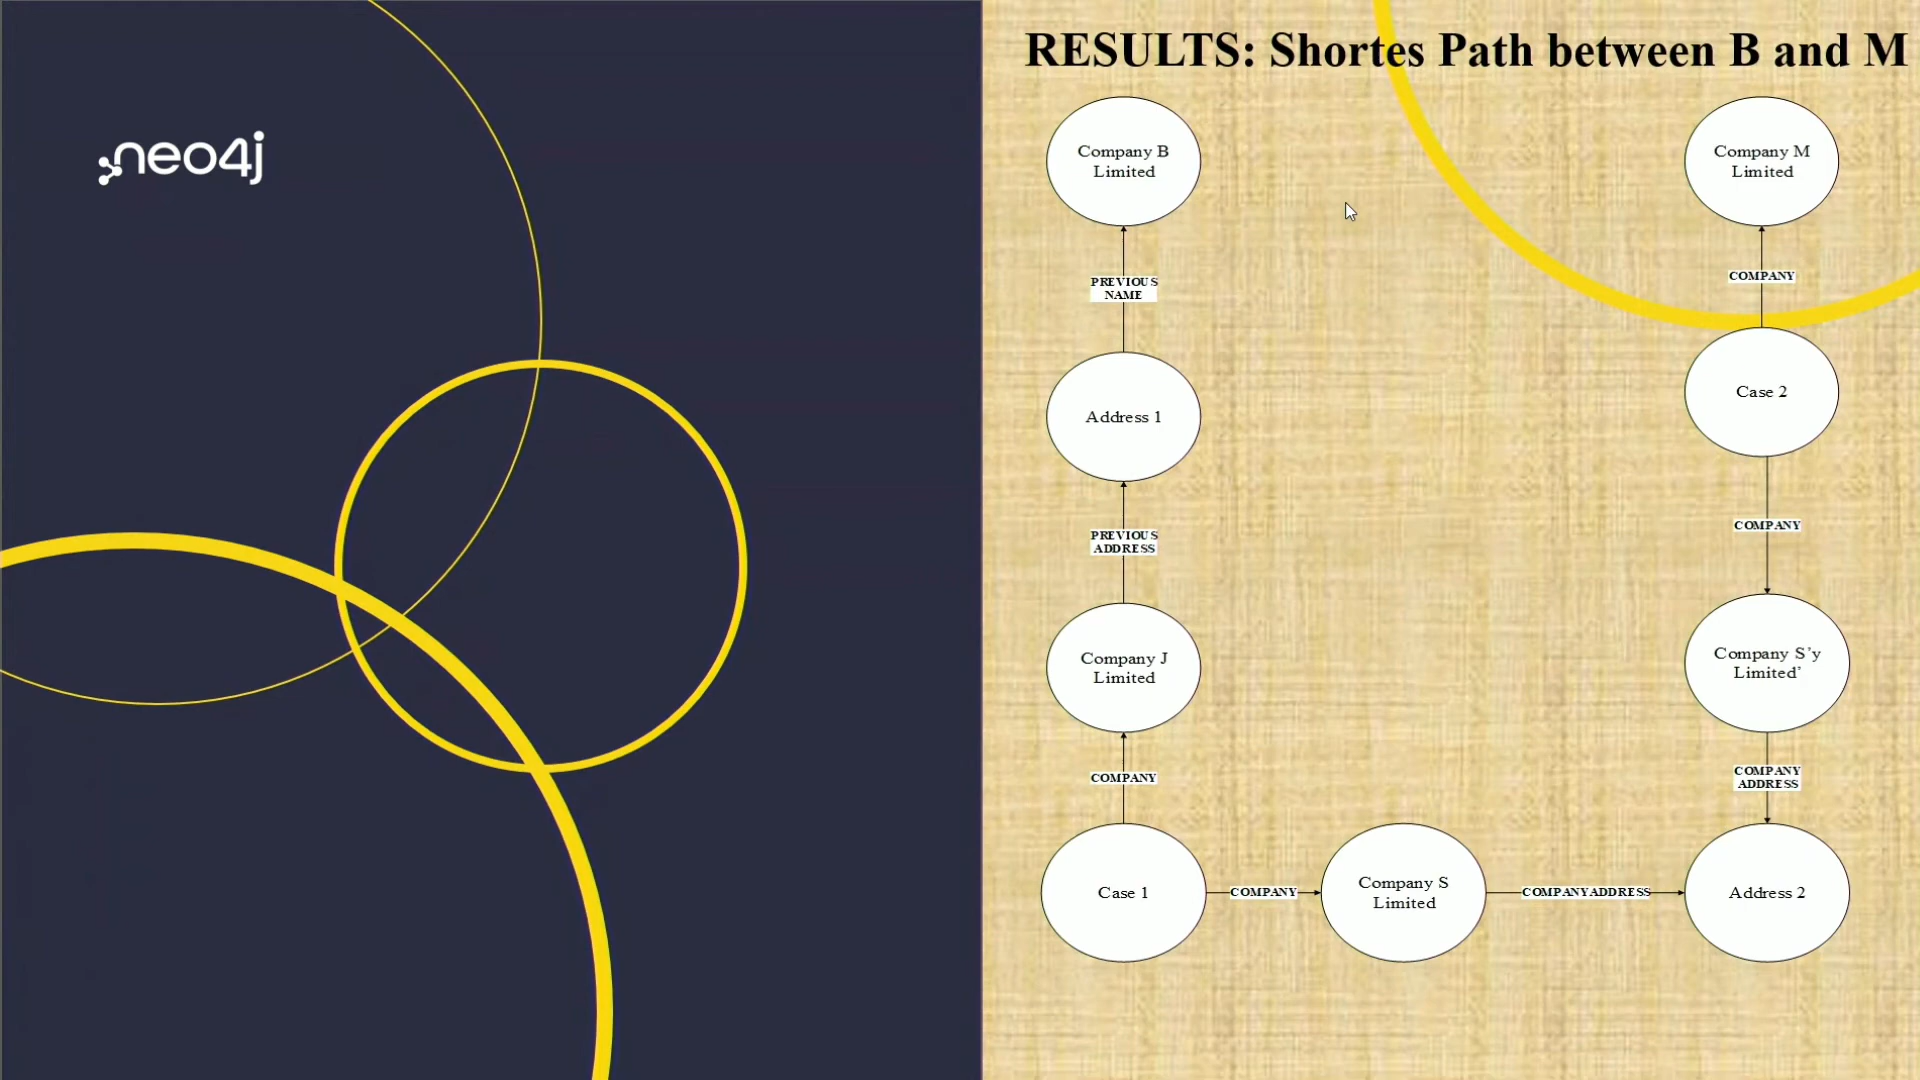 neo4j
RESULTS: Shortes Path between B and M
Company B
Limited
Company M
Limited
PREVIOUS
NAME
COMPANY
Address 1
Case 2
PREVIOUS
ADDRESS
COMPANY
Company J
Limited
Company S’y
Limited’
COMPANY
COMPANY
ADDRESS
Case 1
COMPANY
Company S
Limited
COMPANYADDRESS
Address 2